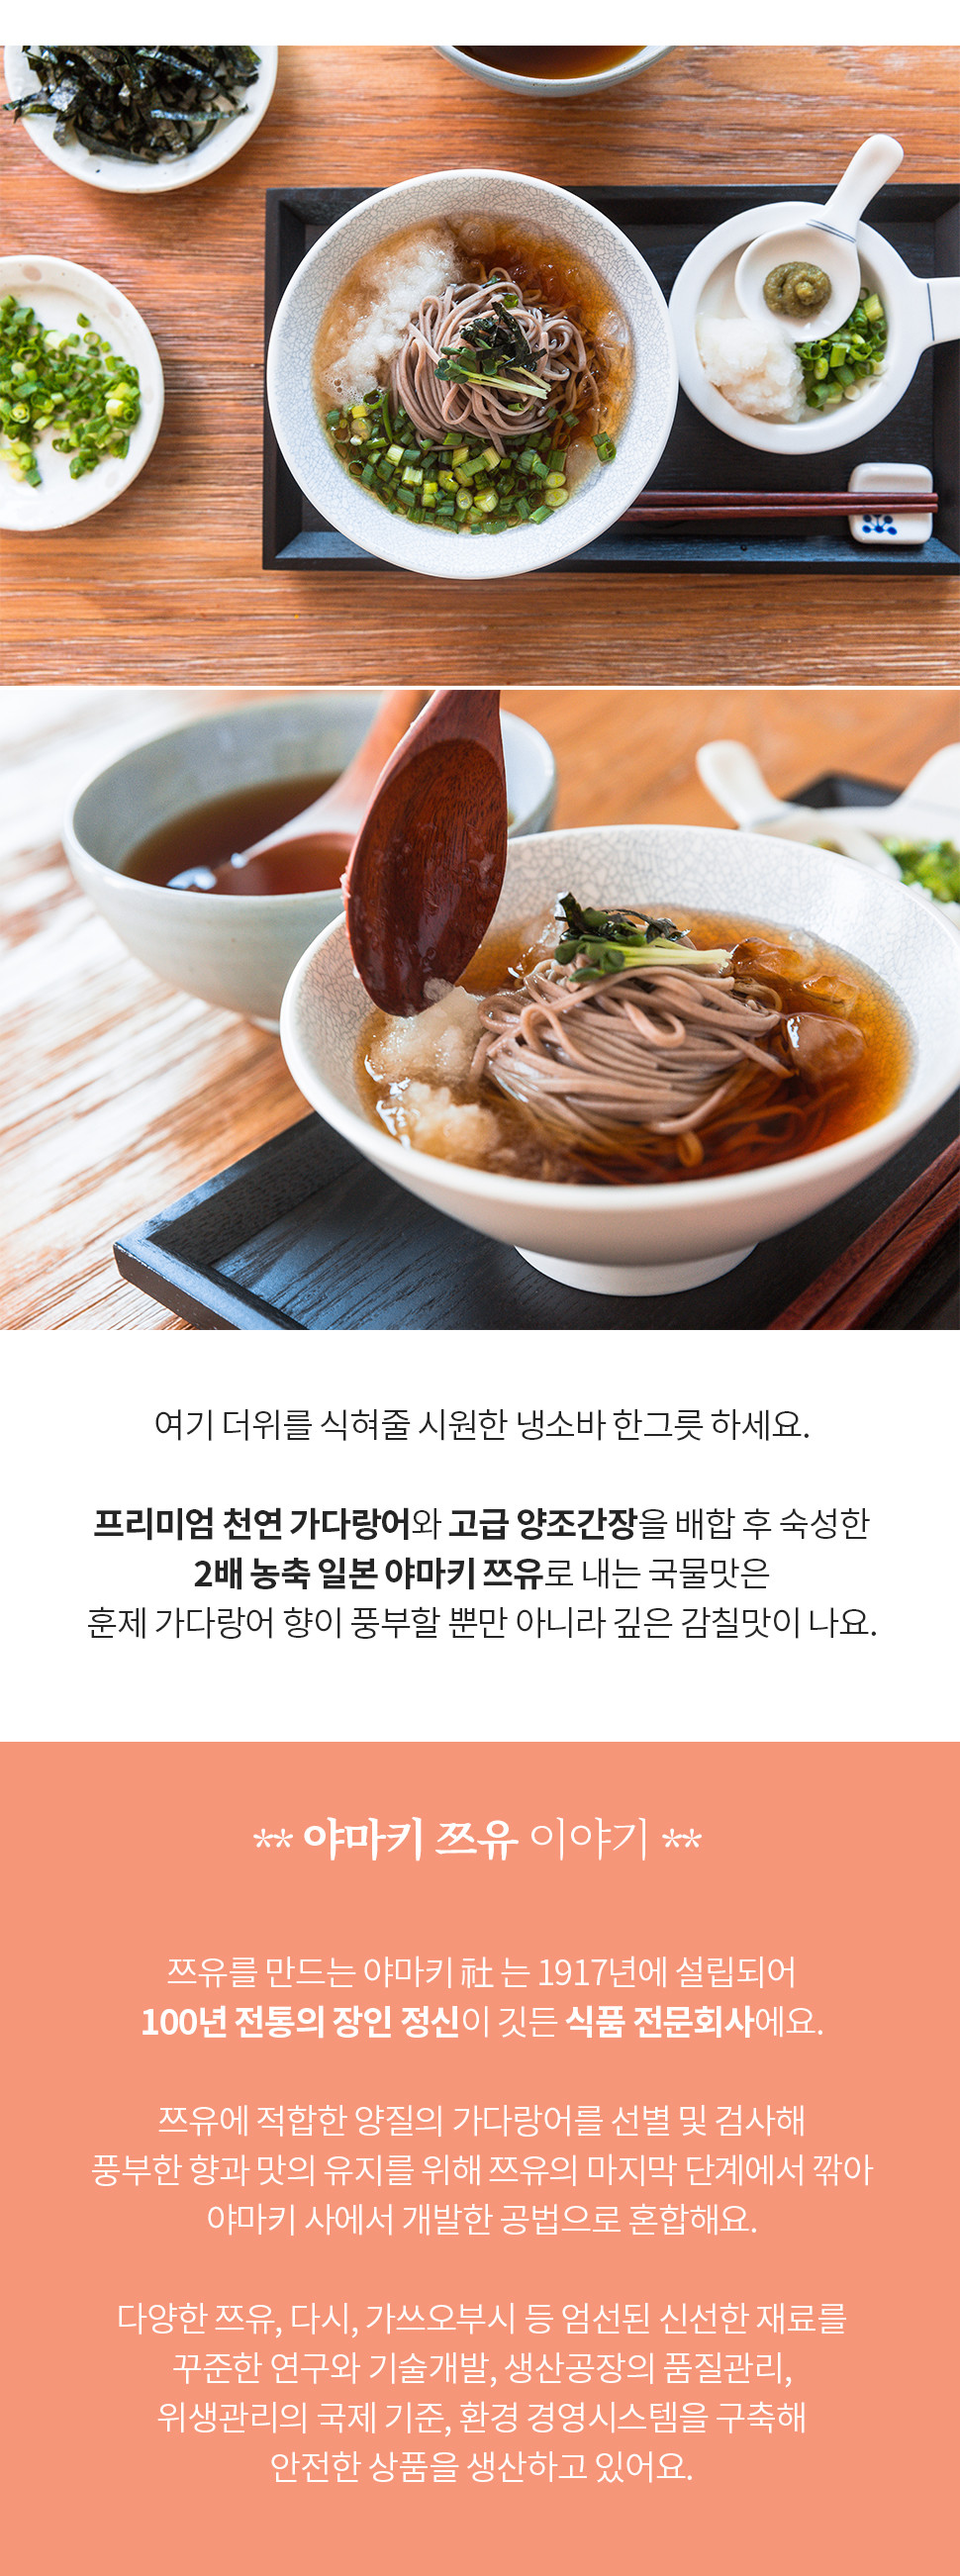 여기 더위를 식혀줄 시원한 냉소바 한그릇 하세요.
프리미엄 천연 가다랑어와 고급 양조간장을 배합 후 숙성한
2배 농축 일본 야마키 쯔유로 내는 국물맛은
훈제 가다랑어 향이 풍부할 뿐만 아니라 깊은 감칠맛이 나요.
** 야마키 쯔유 이야기 **
쯔유를 만드는 야마키 社 는 1917년에 설립되어
100년 전통의 장인 정신이 깃든 식품 전문회사에요.
쯔유에 적합한 양질의 가다랑어를 선별 및 검사해
풍부한 향과 맛의 유지를 위해 쯔유의 마지막 단계에서 깎아
야마키 사에서 개발한 공법으로 혼합해요.
다양한 쯔유, 다시, 가쓰오부시 등 엄선된 신선한 재료를
꾸준한 연구와 기술개발, 생산공장의 품질관리,
위생관리의 국제 기준, 환경 경영시스템을 구축해
안전한 상품을 생산하고 있어요.